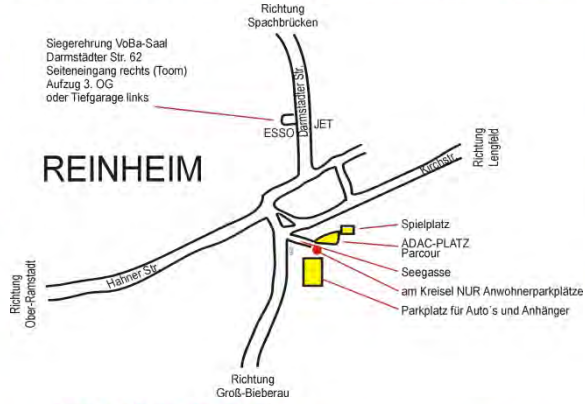 Richtung
Spachbrücken
Siegerehrung VoBa-Saal
Darmstädter Str. 62
Seiteneingang rechts (Toom)
Aufzug 3. OG
oder Tiefgarage links
Darmstädter Str.
ESSO
JET
REINHEIM
Kirchstr.
Richtung
Lengfeld
Spielplatz
ADAC-PLATZ
Parcour
Seegasse
am Kreisel NUR Anwohnerparkplätze
Parkplatz für Auto´s und Anhänger
Hahner Str.
Richtung
Ober-Ramstadt
Richtung
Groß-Bieberau